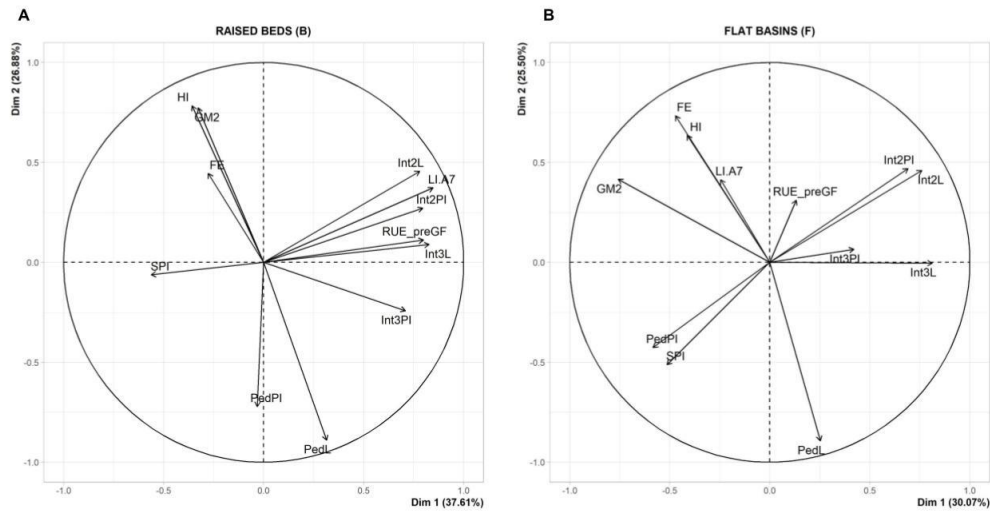 A
RAISED BEDS (B)
Dim 2 (26.88%)
1.0
0.5
0.0
-0.5
-1.0
HI
GM2
FE
Int2L
LI.A7
Int2PI
RUE_preGF
Int3L
SPI
Int3PI
PedPI
PedL
-1.0 -0.5 0.0 0.5 1.0
Dim 1 (37.61%)
B
FLAT BASINS (F)
Dim 2 (25.50%)
1.0
0.5
0.0
-0.5
-1.0
FE
HI
LI.A7
GM2
RUE_preGF
Int2PI
Int2L
Int3PI
Int3L
PedPI
SPI
PedL
-1.0 -0.5 0.0 0.5 1.0
Dim 1 (30.07%)